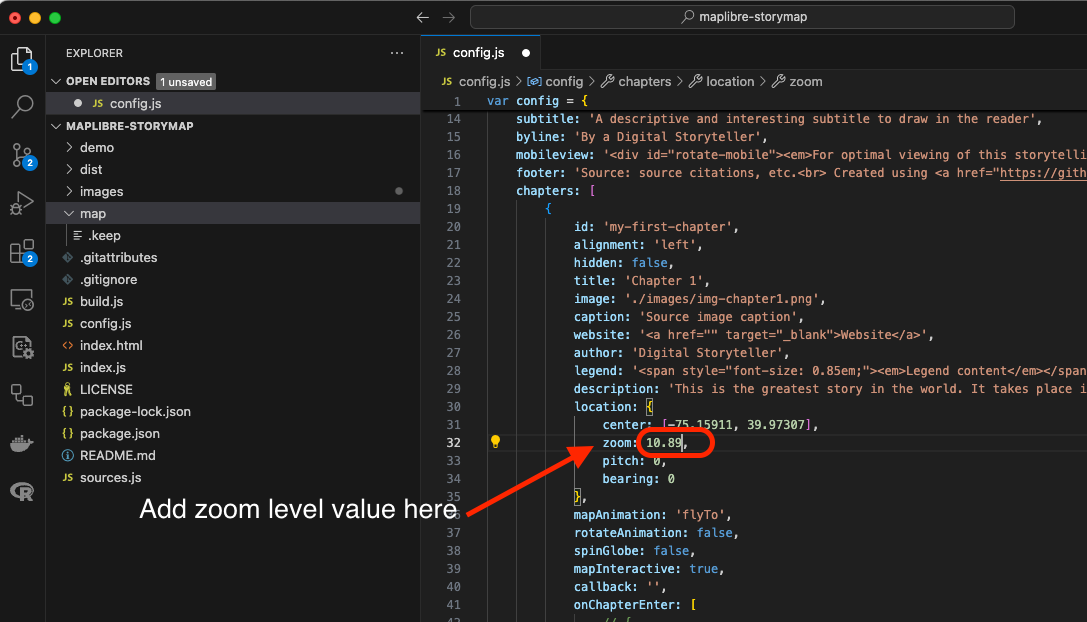 maplibre-storymap
EXPLORER
OPEN EDITORS 1 unsaved
JS config.js
MAPLIBRE-STORYMAP
demo
dist
images
map
.keep
.gitattributes
.gitignore
JS build.js
JS config.js
<> index.html
JS index.js
LICENSE
{} package-lock.json
{} package.json
README.md
JS sources.js
1
2
2
JS config.js
JS config.js > config > chapters > location > zoom
1 var config = {
14 subtitle: 'A descriptive and interesting subtitle to draw in the reader',
15 byline: 'By a Digital Storyteller',
16 mobileview: '<div id="rotate-mobile"><em>For optimal viewing of this storytelli
17 footer: 'Source: source citations, etc.<br> Created using <a href="https://gith
18 chapters: [
19 {
20 id: 'my-first-chapter',
21 alignment: 'left',
22 hidden: false,
23 title: 'Chapter 1',
24 image: './images/img-chapter1.png',
25 caption: 'Source image caption',
26 website: '<a href="" target="_blank">Website</a>',
27 author: 'Digital Storyteller',
28 legend: '<span style="font-size: 0.85em;"><em>Legend content</em></span
29 description: 'This is the greatest story in the world. It takes place i
30 location: {
31 center: [-75.15911, 39.97307],
32 zoom: 10.89,
33 pitch: 0,
34 bearing: 0
35 },
36 mapAnimation: 'flyTo',
37 rotateAnimation: false,
38 spinGlobe: false,
39 mapInteractive: true,
40 callback: '',
41 onChapterEnter: [
Add zoom level value here